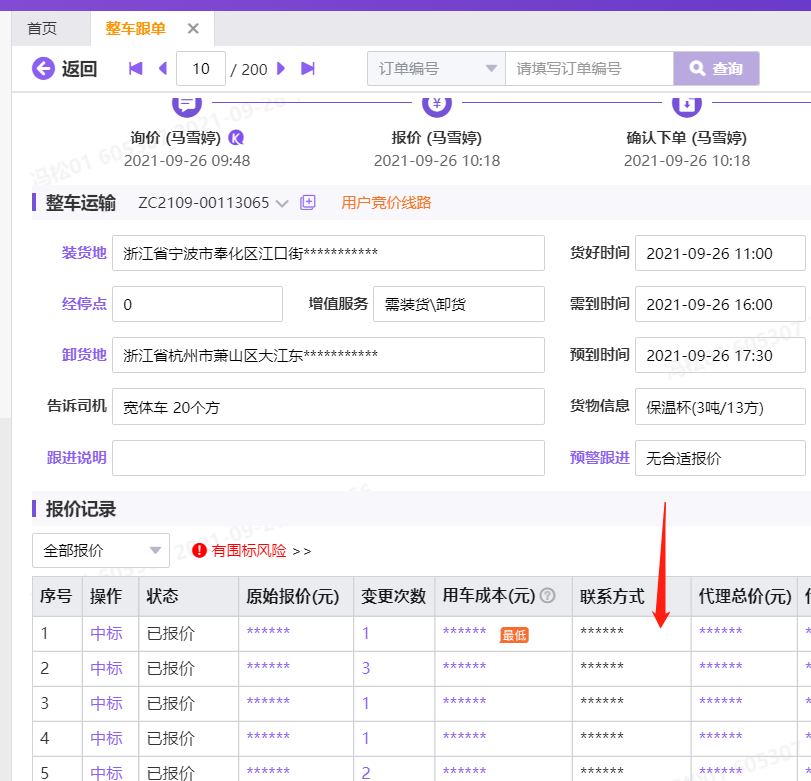 首页 整车跟单 ×
返回 10 / 200 订单编号 请填写订单编号 查询
询价 (马雪婷) K 报价 (马雪婷) 确认下单 (马雪婷)
2021-09-26 09:48 2021-09-26 10:18 2021-09-26 10:18
整车运输 ZC2109-00113065 用户竞价线路
装货地 浙江省宁波市奉化区江口街*********** 货好时间 2021-09-26 11:00
经停点 0 增值服务 需装货\卸货 需到时间 2021-09-26 16:00
卸货地 浙江省杭州市萧山区大江东*********** 预到时间 2021-09-26 17:30
告诉司机 宽体车 20个方 货物信息 保温杯(3吨/13方)
跟进说明 预警跟进 无合适报价
报价记录
全部报价 有围标风险 >>
序号 操作 状态 原始报价(元) 变更次数 用车成本(元) ? 联系方式 代理总价(元)
1 中标 已报价 ****** 1 ****** 最低 ****** ******
2 中标 已报价 ****** 3 ****** ****** ******
3 中标 已报价 ****** 1 ****** ****** ******
4 中标 已报价 ****** 1 ****** ****** ******
5 中标 已报价 ****** 2 ****** ****** ******